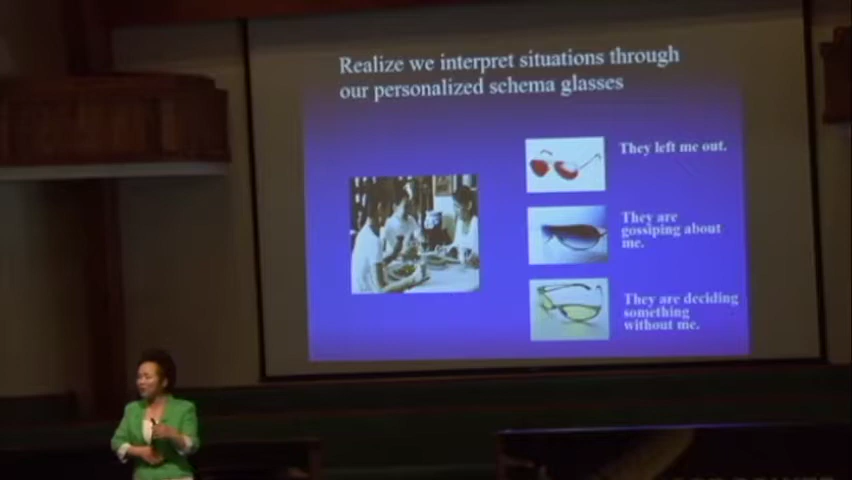 Realize we interpret situations through
our personalized schema glasses
They left me out.
They are
gossiping about
me.
They are deciding
something
without me.